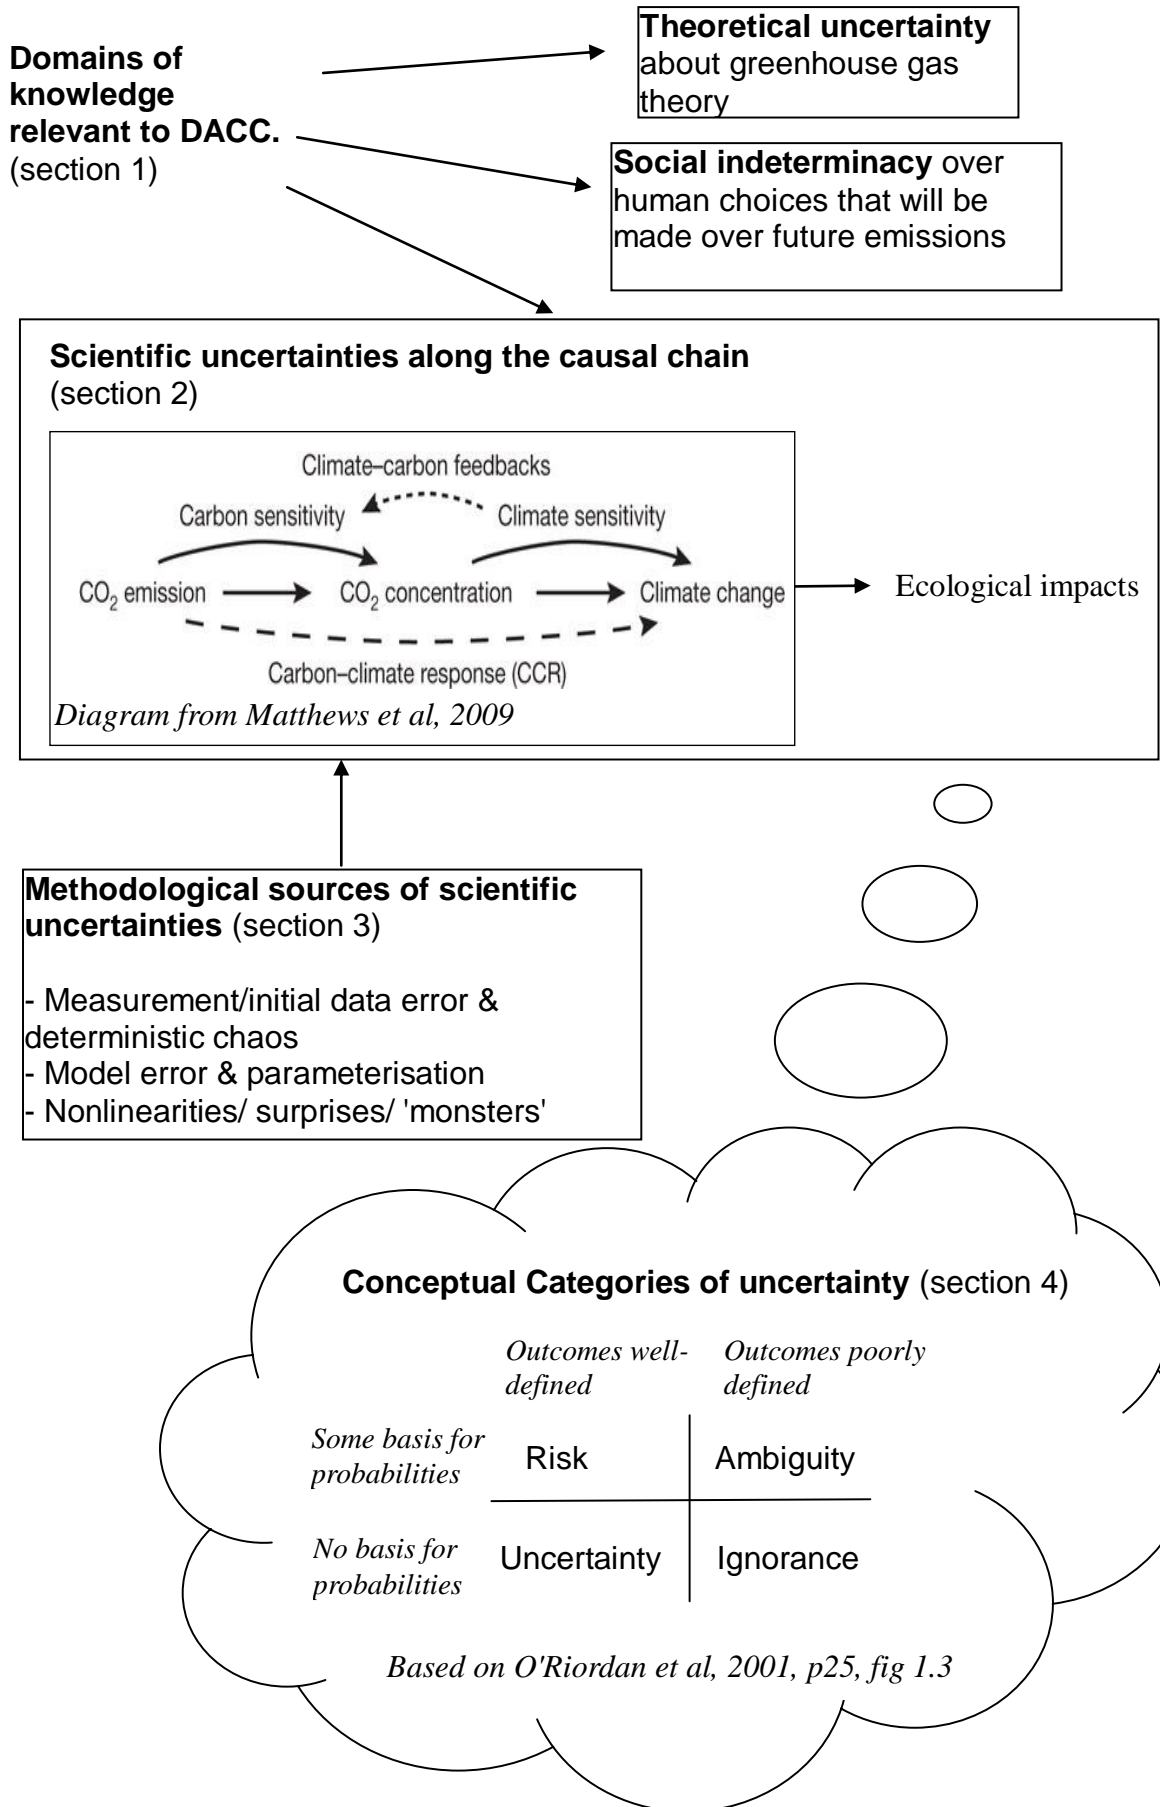 Domains of
knowledge
relevant to DACC.
(section 1)
Theoretical uncertainty
about greenhouse gas
theory
Social indeterminacy over
human choices that will be
made over future emissions
Scientific uncertainties along the causal chain
(section 2)
Climate–carbon feedbacks
Carbon sensitivity
Climate sensitivity
CO₂ emission
CO₂ concentration
Climate change
Ecological impacts
Carbon–climate response (CCR)
Diagram from Matthews et al, 2009
Methodological sources of scientific
uncertainties (section 3)
- Measurement/initial data error &
deterministic chaos
- Model error & parameterisation
- Nonlinearities/ surprises/ 'monsters'
Conceptual Categories of uncertainty (section 4)
Outcomes well-
defined
Outcomes poorly
defined
Some basis for
probabilities
Risk
Ambiguity
No basis for
probabilities
Uncertainty
Ignorance
Based on O'Riordan et al, 2001, p25, fig 1.3